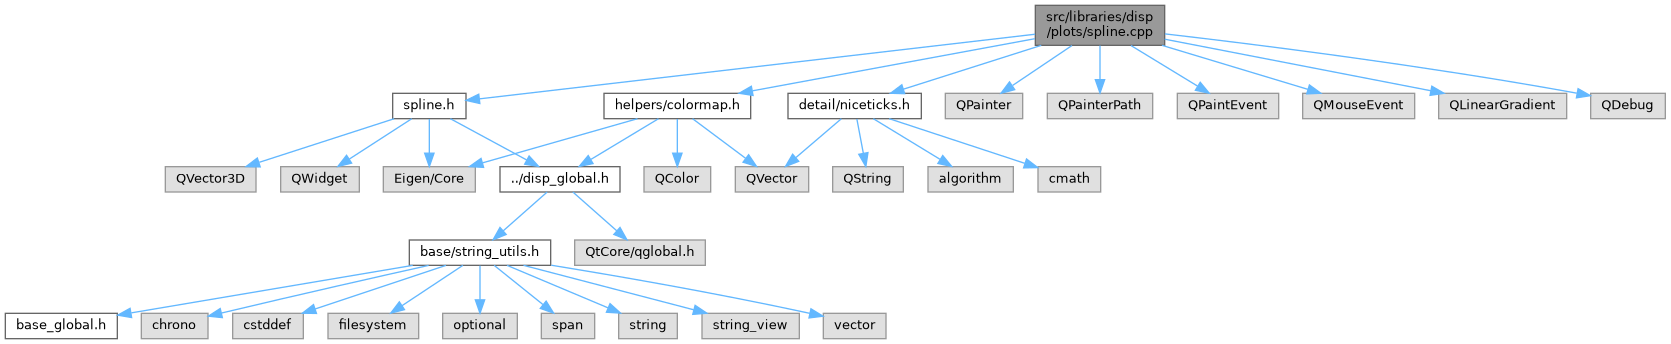 src/libraries/disp
/plots/spline.cpp
spline.h
helpers/colormap.h
detail/niceticks.h
QPainter
QPainterPath
QPaintEvent
QMouseEvent
QLinearGradient
QDebug
QVector3D
QWidget
Eigen/Core
../disp_global.h
QColor
QVector
QString
algorithm
cmath
base/string_utils.h
QtCore/qglobal.h
base_global.h
chrono
cstddef
filesystem
optional
span
string
string_view
vector